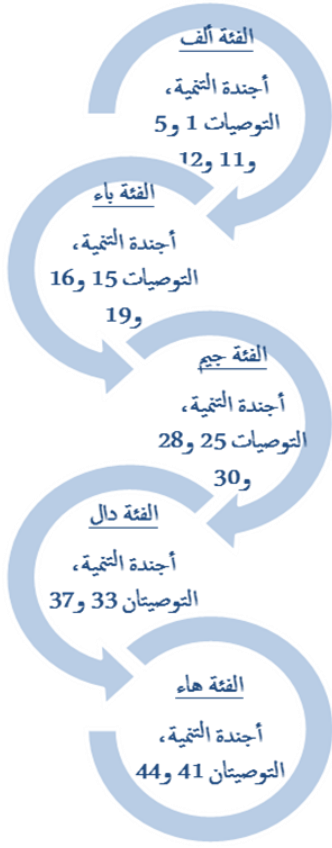 الفئة ألف
أجندة التنمية،
التوصيات 1 و5
و11 و12
الفئة باء
أجندة التنمية،
التوصيات 15 و16
و19
الفئة جيم
أجندة التنمية،
التوصيات 25 و28
و30
الفئة دال
أجندة التنمية،
التوصيتان 33 و37
الفئة هاء
أجندة التنمية،
التوصيتان 41 و44